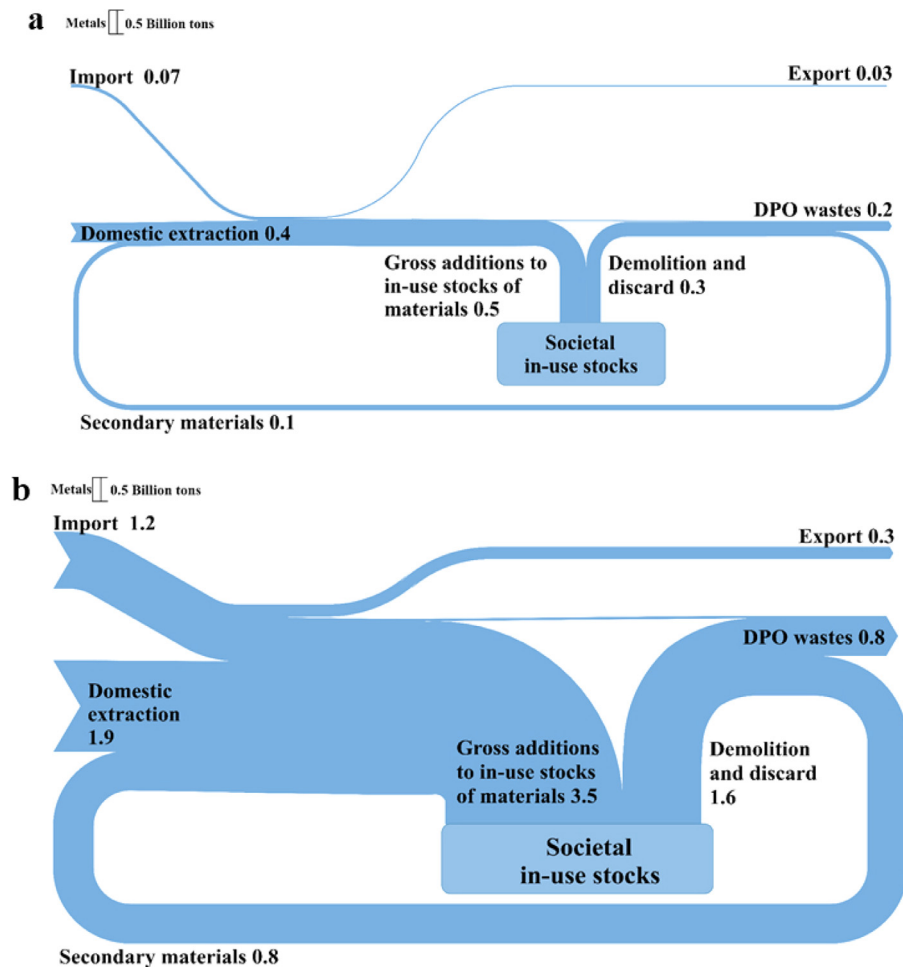 a
Metals 0.5 Billion tons
Import 0.07
Export 0.03
DPO wastes 0.2
Domestic extraction 0.4
Gross additions to
in-use stocks of
materials 0.5
Demolition and
discard 0.3
Societal
in-use stocks
Secondary materials 0.1
b
Metals 0.5 Billion tons
Import 1.2
Export 0.3
DPO wastes 0.8
Domestic
extraction
1.9
Gross additions
to in-use stocks
of materials 3.5
Demolition
and discard
1.6
Societal
in-use stocks
Secondary materials 0.8